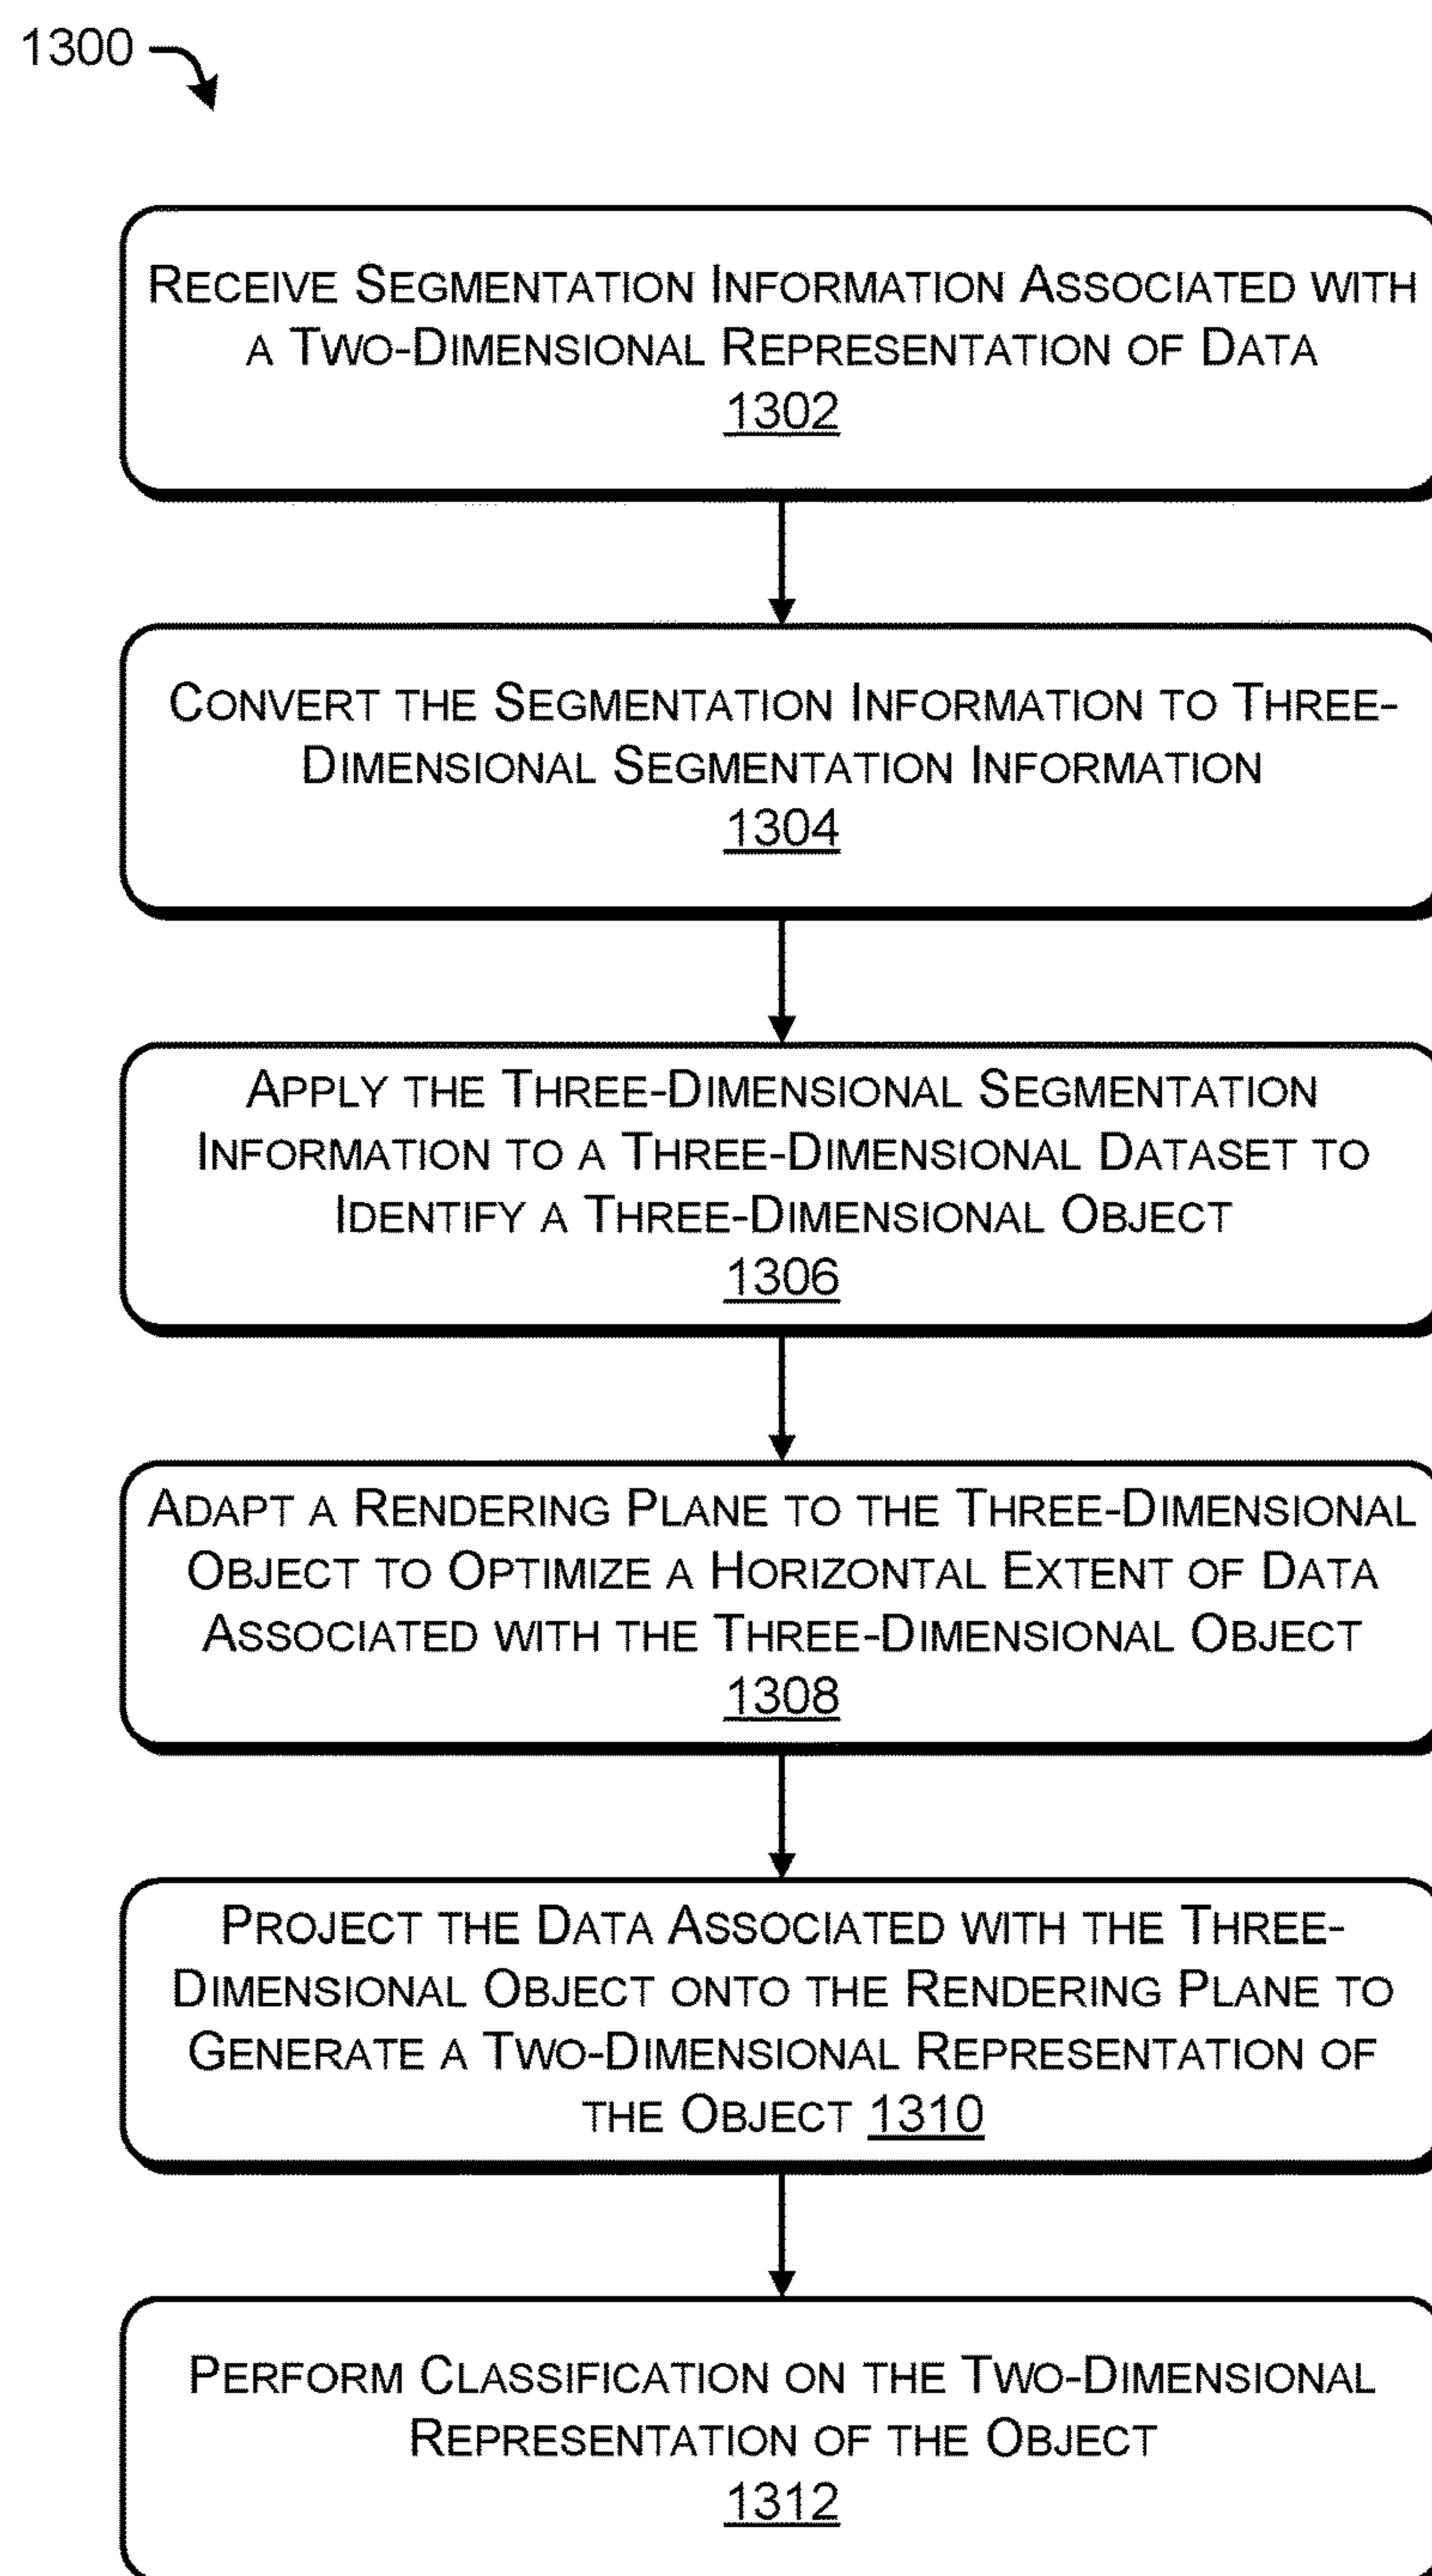 1300
RECEIVE SEGMENTATION INFORMATION ASSOCIATED WITH
A TWO-DIMENSIONAL REPRESENTATION OF DATA
1302
CONVERT THE SEGMENTATION INFORMATION TO THREE-
DIMENSIONAL SEGMENTATION INFORMATION
1304
APPLY THE THREE-DIMENSIONAL SEGMENTATION
INFORMATION TO A THREE-DIMENSIONAL DATASET TO
IDENTIFY A THREE-DIMENSIONAL OBJECT
1306
ADAPT A RENDERING PLANE TO THE THREE-DIMENSIONAL
OBJECT TO OPTIMIZE A HORIZONTAL EXTENT OF DATA
ASSOCIATED WITH THE THREE-DIMENSIONAL OBJECT
1308
PROJECT THE DATA ASSOCIATED WITH THE THREE-
DIMENSIONAL OBJECT ONTO THE RENDERING PLANE TO
GENERATE A TWO-DIMENSIONAL REPRESENTATION OF
THE OBJECT 1310
PERFORM CLASSIFICATION ON THE TWO-DIMENSIONAL
REPRESENTATION OF THE OBJECT
1312